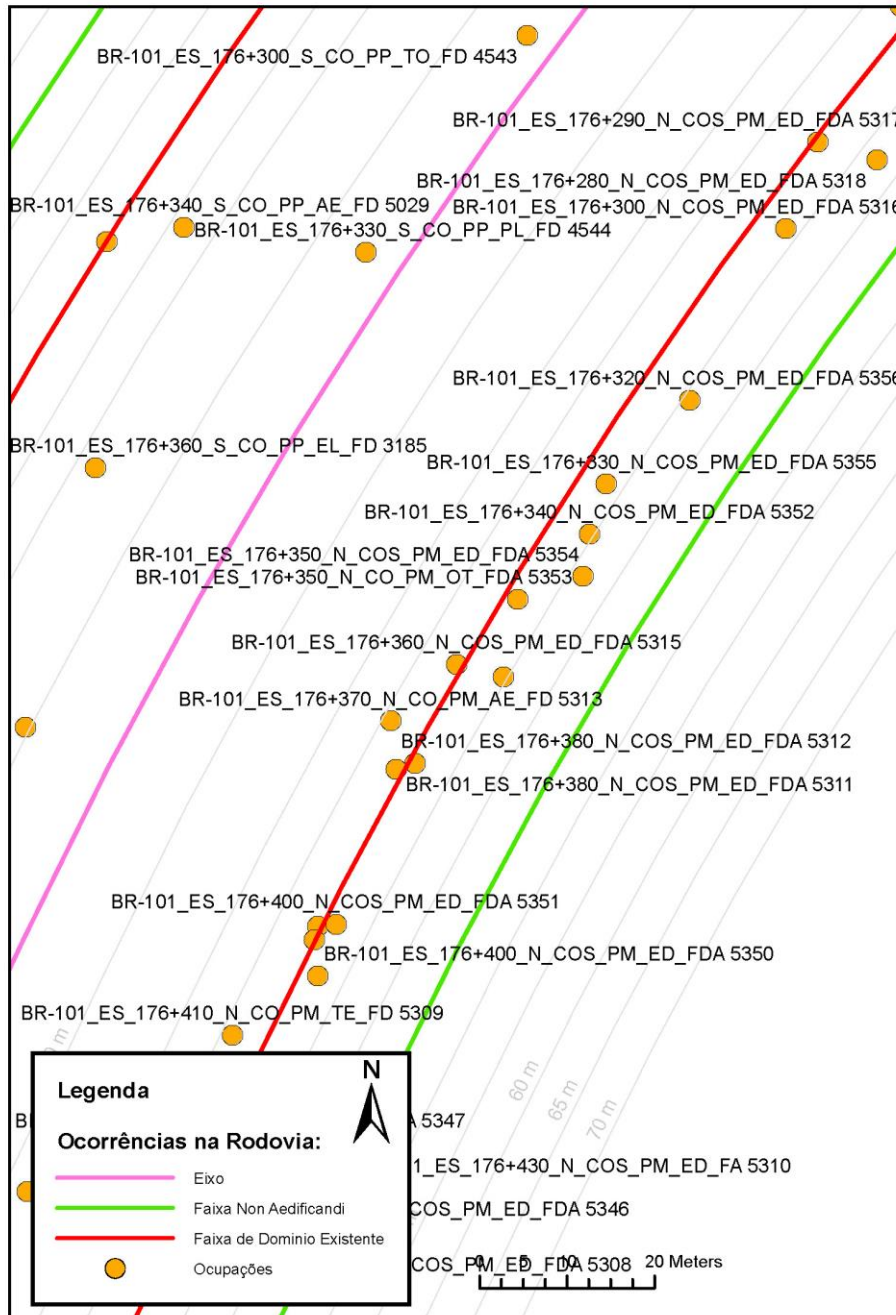 BR-101_ES_176+300_S_CO_PP_TO_FD 4543
BR-101_ES_176+290_N_COS_PM_ED_FDA 5317
BR-101_ES_176+280_N_COS_PM_ED_FDA 5318
BR-101_ES_176+340_S_CO_PP_AE_FD 5029
BR-101_ES_176+300_N_COS_PM_ED_FDA 5316
BR-101_ES_176+330_S_CO_PP_PL_FD 4544
BR-101_ES_176+320_N_COS_PM_ED_FDA 5356
BR-101_ES_176+360_S_CO_PP_EL_FD 3185
BR-101_ES_176+330_N_COS_PM_ED_FDA 5355
BR-101_ES_176+340_N_COS_PM_ED_FDA 5352
BR-101_ES_176+350_N_COS_PM_ED_FDA 5354
BR-101_ES_176+350_N_CO_PM_OT_FDA 5353
BR-101_ES_176+360_N_COS_PM_ED_FDA 5315
BR-101_ES_176+370_N_CO_PM_AE_FD 5313
BR-101_ES_176+380_N_COS_PM_ED_FDA 5312
BR-101_ES_176+380_N_COS_PM_ED_FDA 5311
BR-101_ES_176+400_N_COS_PM_ED_FDA 5351
BR-101_ES_176+400_N_COS_PM_ED_FDA 5350
BR-101_ES_176+410_N_CO_PM_TE_FD 5309
60 m
65 m
70 m
N
Legenda
5347
Ocorrências na Rodovia:
_ES_176+430_N_COS_PM_ED_FA 5310
Eixo
Faixa Non Aedificandi
COS_PM_ED_FDA 5346
Faixa de Dominio Existente
COS_PM_ED_FDA 5308
Ocupações
0 5 10 20 Meters